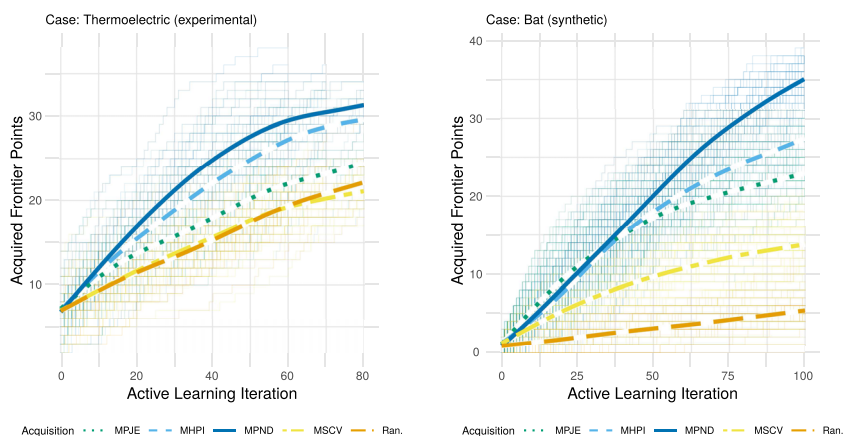 Case: Thermoelectric (experimental)
Acquired Frontier Points
30
20
10
0
20
40
60
80
Active Learning Iteration
Acquisition MPJE MHPI MPND MSCV Ran.
Case: Bat (synthetic)
Acquired Frontier Points
40
30
20
10
0
0
25
50
75
100
Active Learning Iteration
Acquisition MPJE MHPI MPND MSCV Ran.